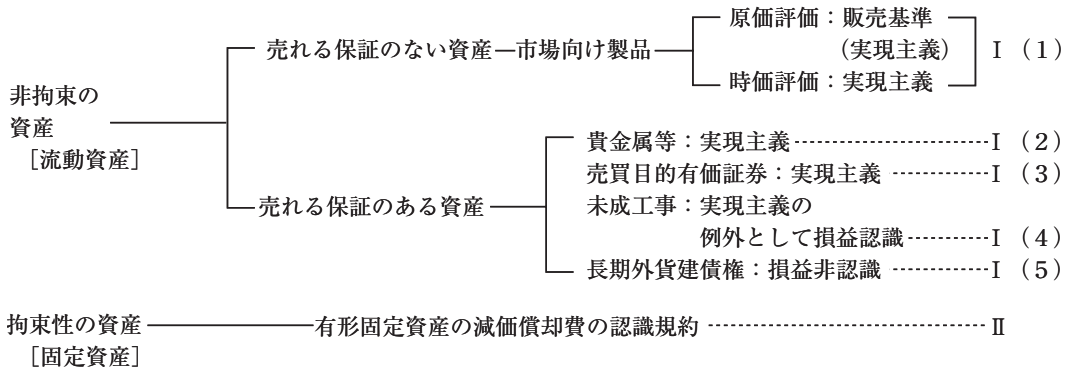 原価評価：販売基準
（実現主義）
売れる保証のない資産―市場向け製品
Ⅰ（1）
時価評価：実現主義
非拘束の
資産
［流動資産］
貴金属等：実現主義 Ⅰ（2）
売買目的有価証券：実現主義 Ⅰ（3）
売れる保証のある資産
未成工事：実現主義の
例外として損益認識 Ⅰ（4）
長期外貨建債権：損益非認識 Ⅰ（5）
拘束性の資産
［固定資産］
有形固定資産の減価償却費の認識規約 Ⅱ